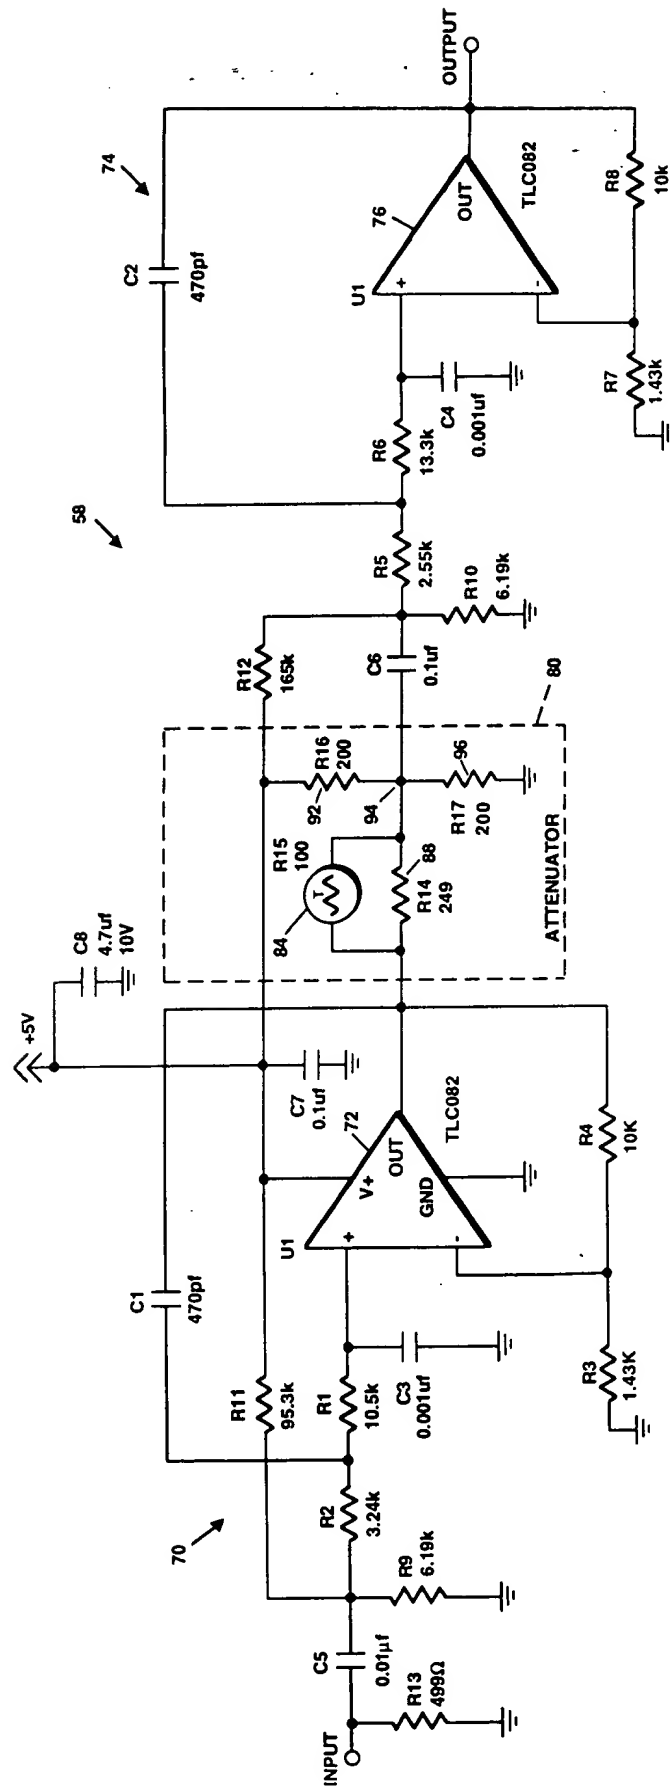 58
74
C2
470pf
OUTPUT
76
OUT
TLC082
U1
+
-
R8
10k
R7
1.43k
R6
13.3k
C4
0.001uf
R5
2.55k
R10
6.19k
R12
165k
C6
0.1uf
80
ATTENUATOR
R16
200
92
94
96
R17
200
R15
100
T
84
88
R14
249
+5V
C8
4.7uf
10V
C7
0.1uf
72
V+
OUT
GND
TLC082
U1
+
-
R4
10K
R3
1.43K
C1
470pf
R11
95.3k
R1
10.5k
C3
0.001uf
R2
3.24k
70
R9
6.19k
C5
0.01µf
R13
499Ω
INPUT